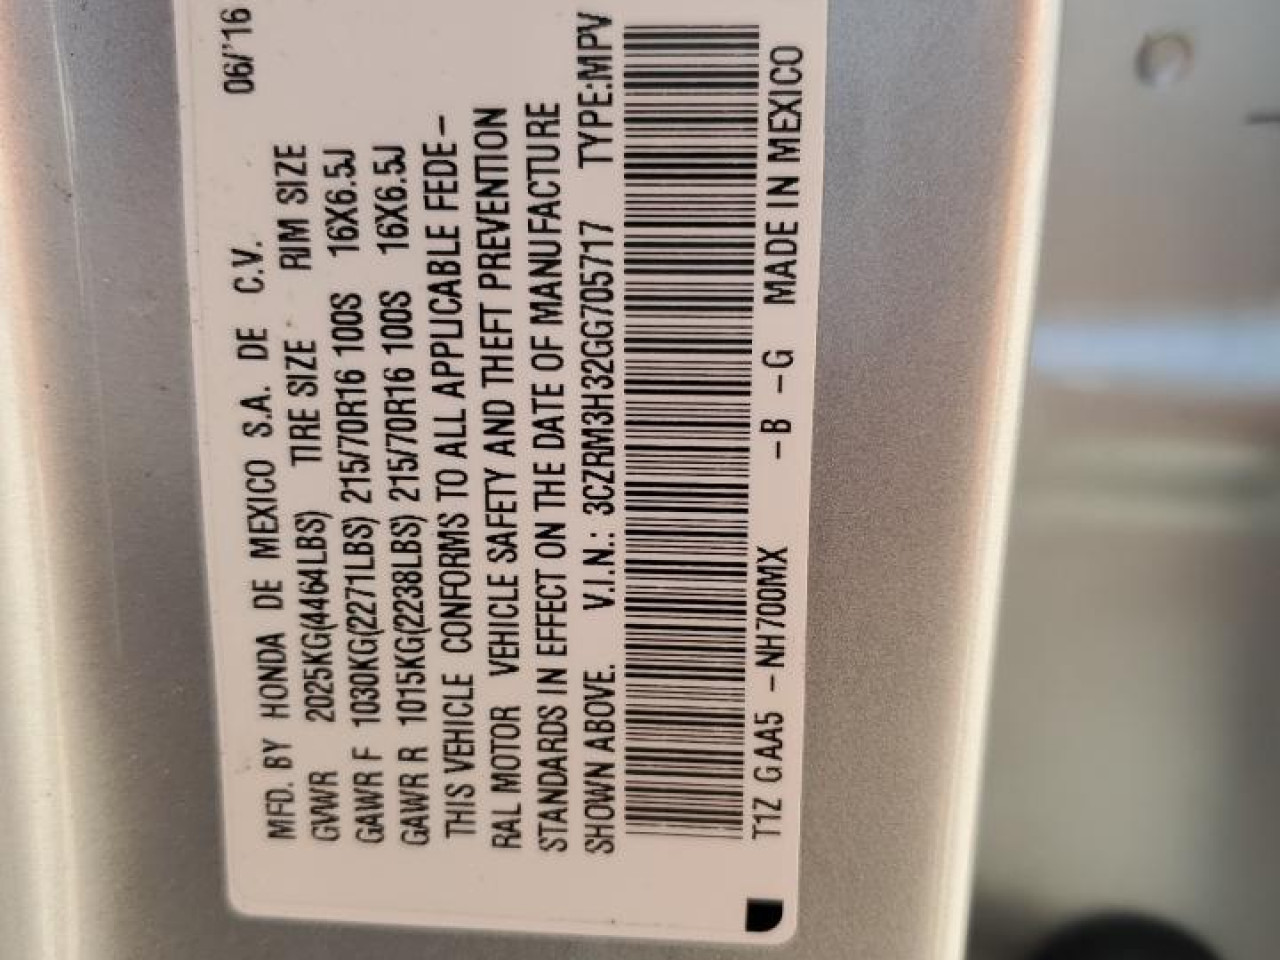 06/'16
MFD. BY HONDA DE MEXICO S.A. DE C.V.
GVWR 2025KG(4464LBS) TIRE SIZE RIM SIZE
GAWR F 1030KG(2271LBS) 215/70R16 100S 16X6.5J
GAWR R 1015KG(2238LBS) 215/70R16 100S 16X6.5J
THIS VEHICLE CONFORMS TO ALL APPLICABLE FEDE-
RAL MOTOR VEHICLE SAFETY AND THEFT PREVENTION
STANDARDS IN EFFECT ON THE DATE OF MANUFACTURE
SHOWN ABOVE. V.I.N.: 3CZRM3H32GG705717 TYPE:MPV
T1Z GAA5 -NH700MX -B -G MADE IN MEXICO